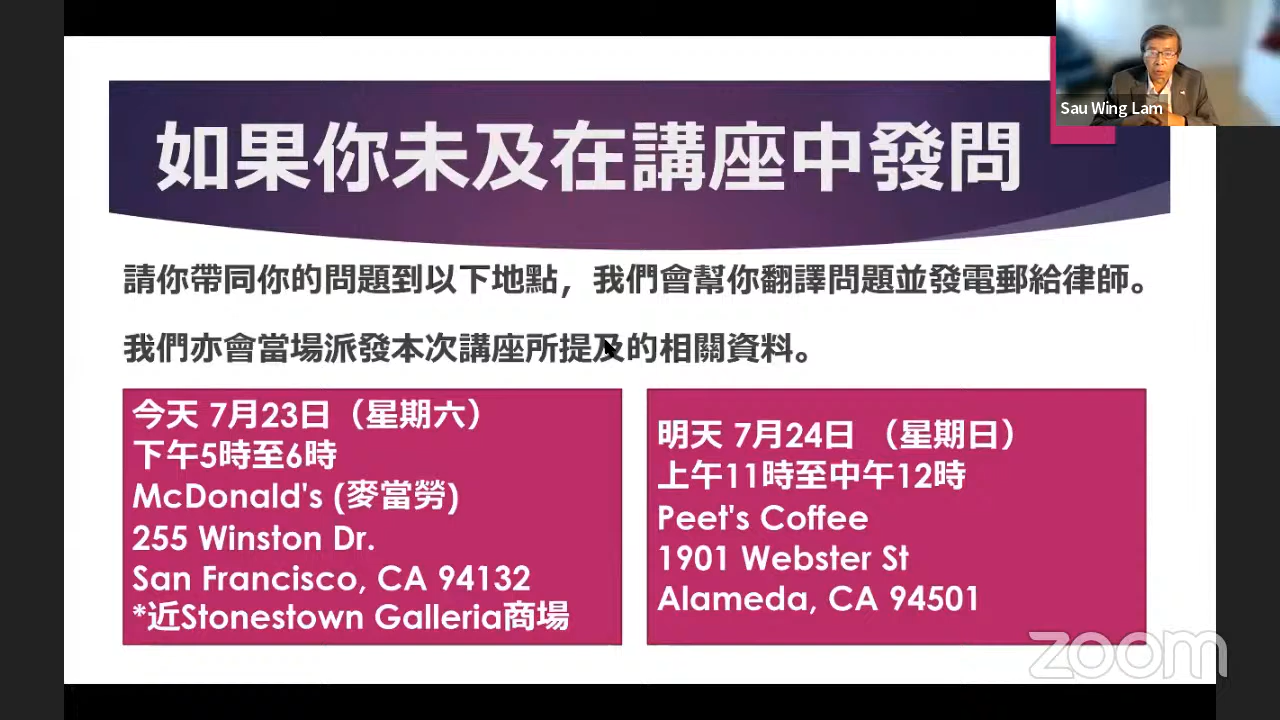 如果你未及在講座中發問
Sau Wing Lam
請你帶同你的問題到以下地點，我們會幫你翻譯問題並發電郵給律師。
我們亦會當場派發本次講座所提及的相關資料。
今天 7月23日（星期六）
下午5時至6時
McDonald's (麥當勞)
255 Winston Dr.
San Francisco, CA 94132
*近Stonestown Galleria商場
明天 7月24日 （星期日）
上午11時至中午12時
Peet's Coffee
1901 Webster St
Alameda, CA 94501
zoom